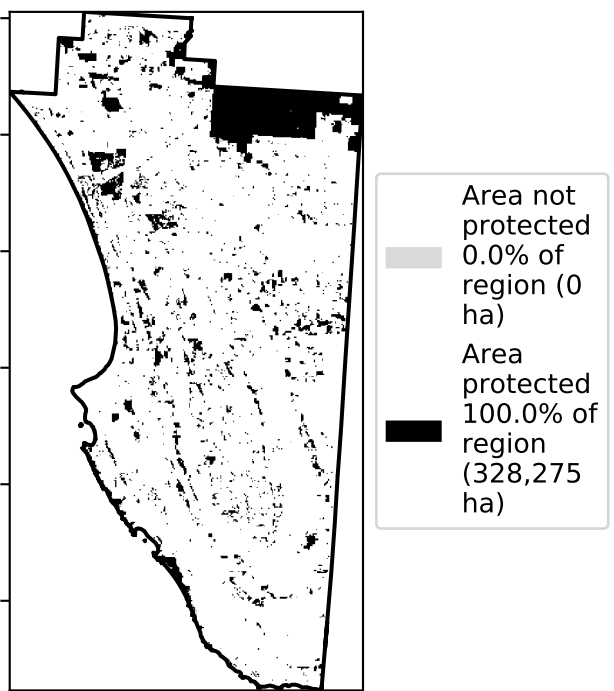 Area not
protected
0.0% of
region (0
ha)
Area
protected
100.0% of
region
(328,275
ha)